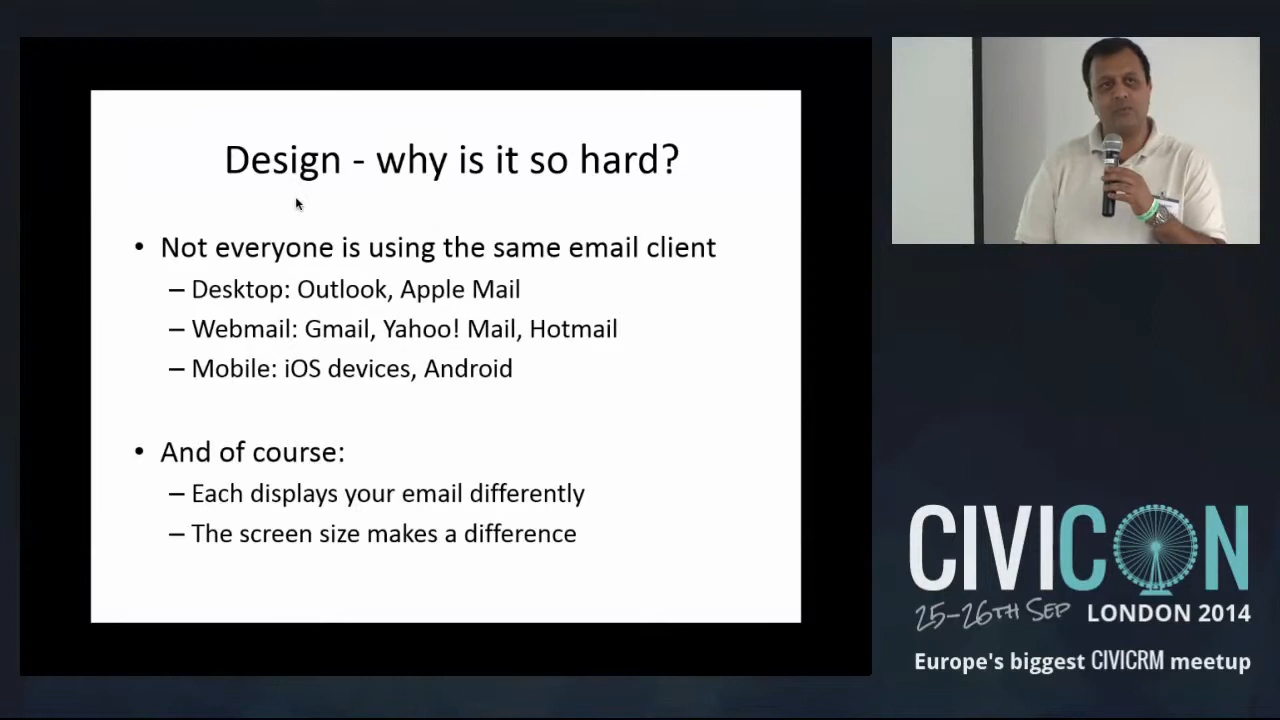 Design - why is it so hard?
• Not everyone is using the same email client
– Desktop: Outlook, Apple Mail
– Webmail: Gmail, Yahoo! Mail, Hotmail
– Mobile: iOS devices, Android
• And of course:
– Each displays your email differently
– The screen size makes a difference
CIVICON
25-26TH SEP LONDON 2014
Europe's biggest CIVICRM meetup